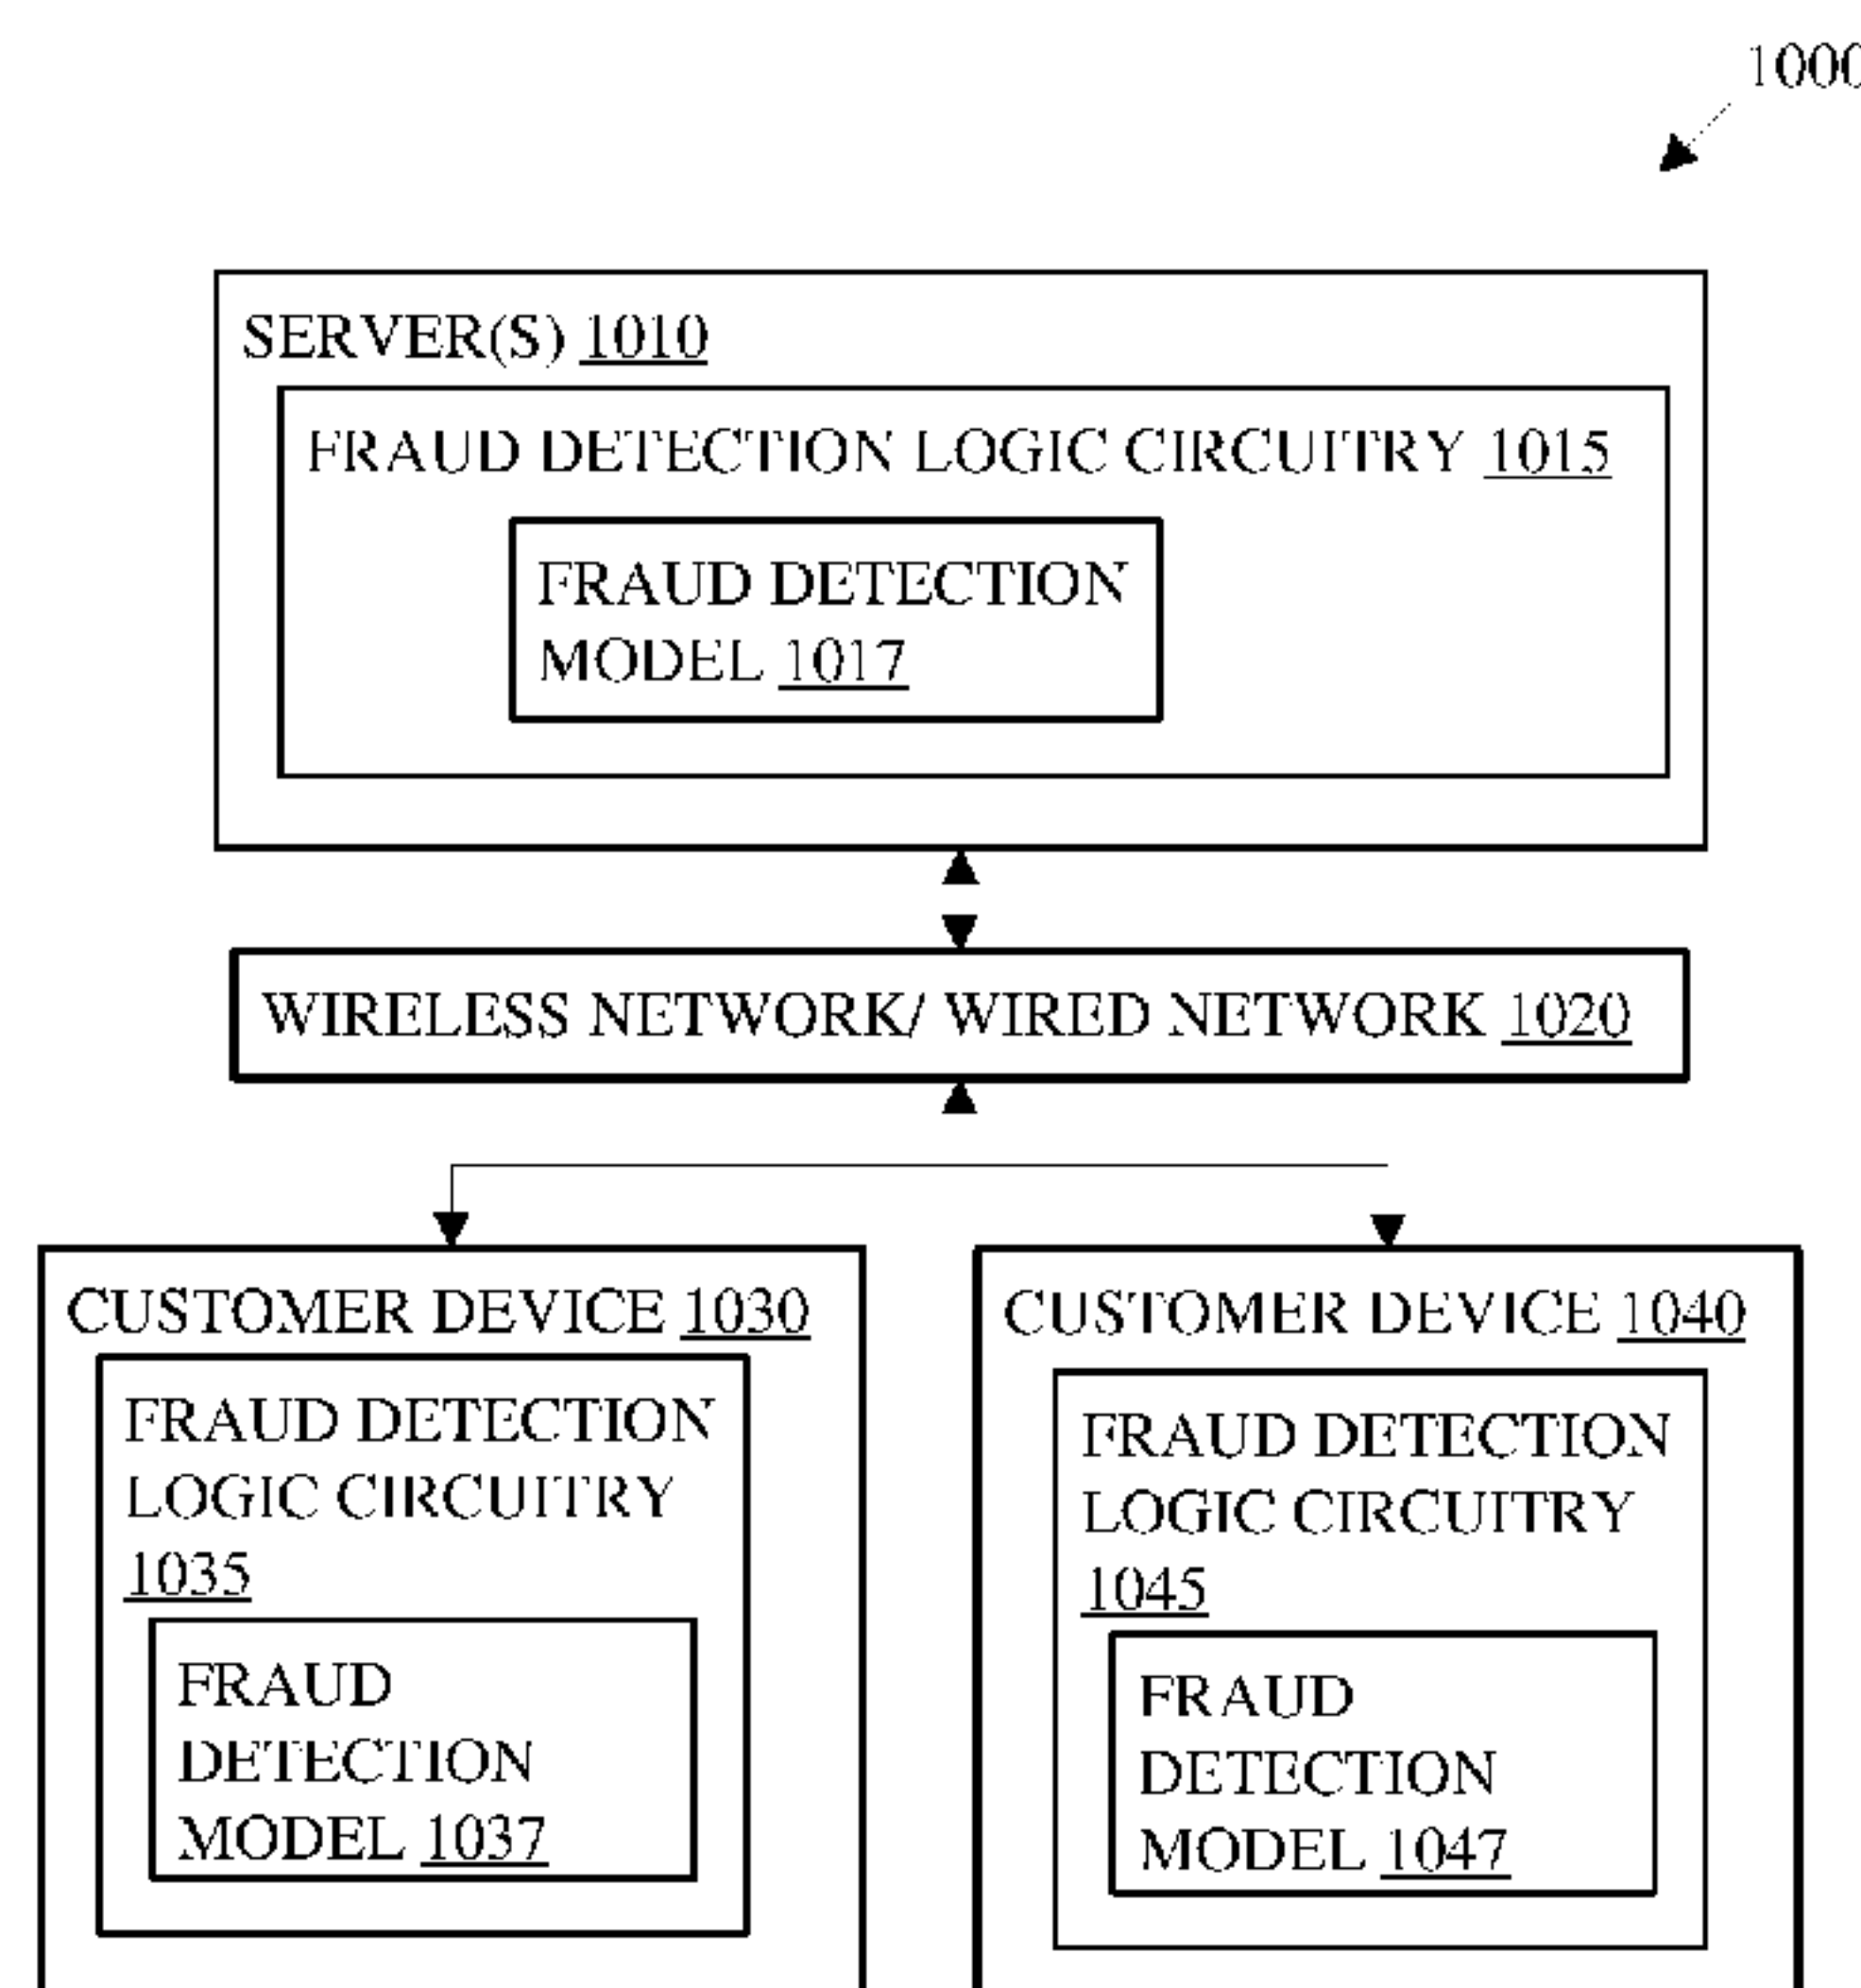 1000
SERVER(S) 1010
FRAUD DETECTION LOGIC CIRCUITRY 1015
FRAUD DETECTION
MODEL 1017
WIRELESS NETWORK/ WIRED NETWORK 1020
CUSTOMER DEVICE 1030
FRAUD DETECTION
LOGIC CIRCUITRY
1035
FRAUD
DETECTION
MODEL 1037
CUSTOMER DEVICE 1040
FRAUD DETECTION
LOGIC CIRCUITRY
1045
FRAUD
DETECTION
MODEL 1047